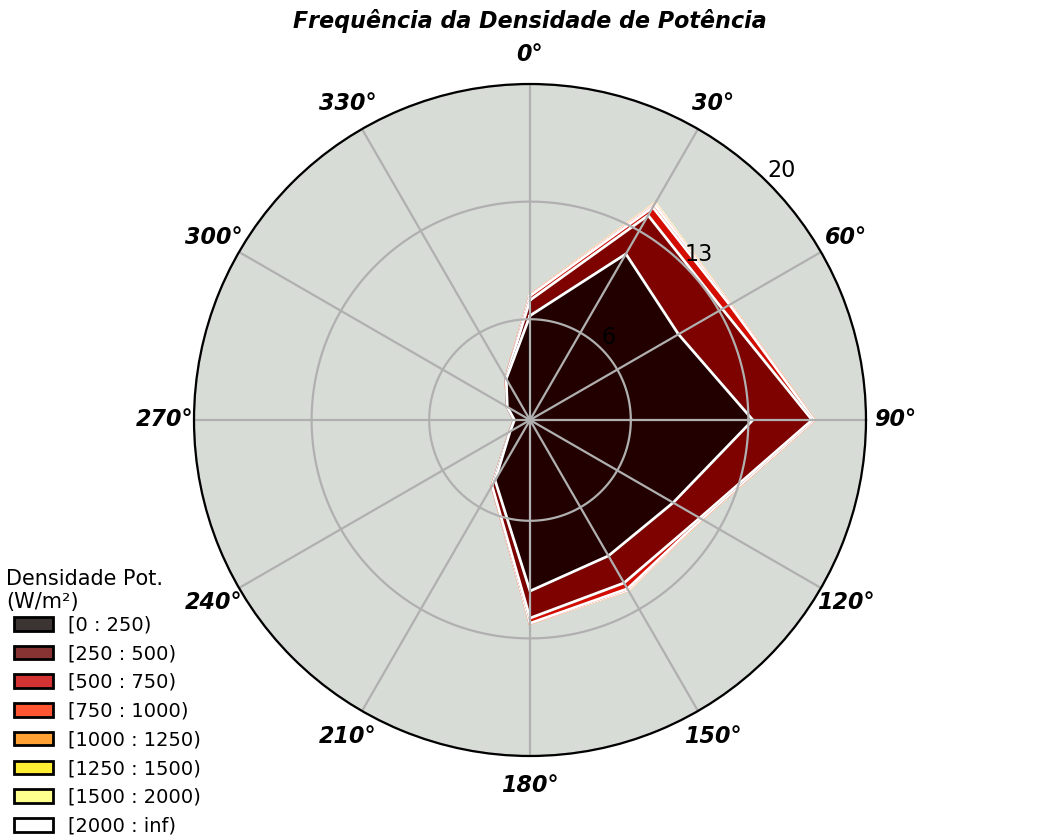 Frequência da Densidade de Potência
0°
330°
30°
20
300°
60°
13
6
270°
90°
Densidade Pot.
(W/m²)
240°
120°
[0 : 250)
[250 : 500)
[500 : 750)
[750 : 1000)
[1000 : 1250)
[1250 : 1500)
[1500 : 2000)
[2000 : inf)
210°
150°
180°